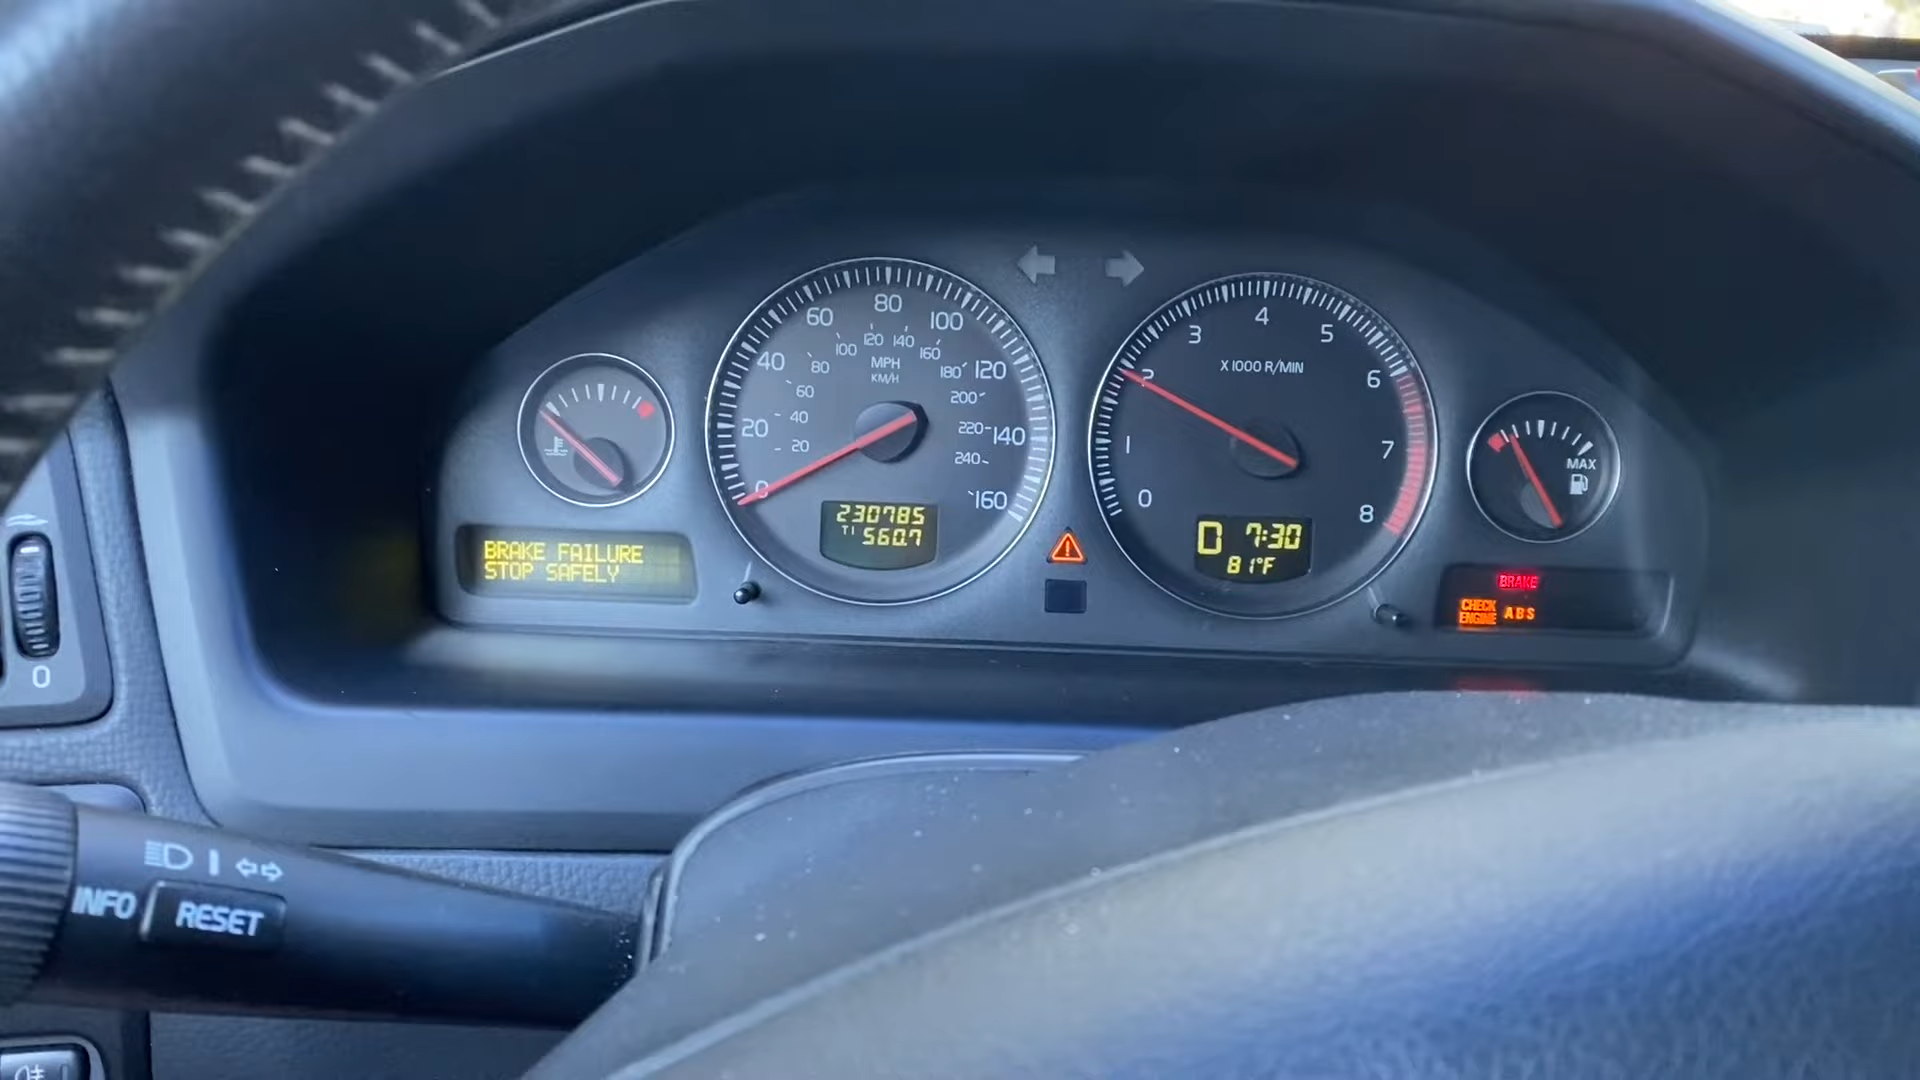 80
60
100
40
120
20
140
0
160
120
140
100
160
80
180
60
200
40
220
20
240
MPH
KM/H
230785
T1
560.7
BRAKE FAILURE
STOP SAFELY
4
3
5
2
6
1
7
0
8
X1000 R/MIN
D 7:30
81°F
MAX
BRAKE
CHECK
ENGINE
ABS
0
INFO
RESET